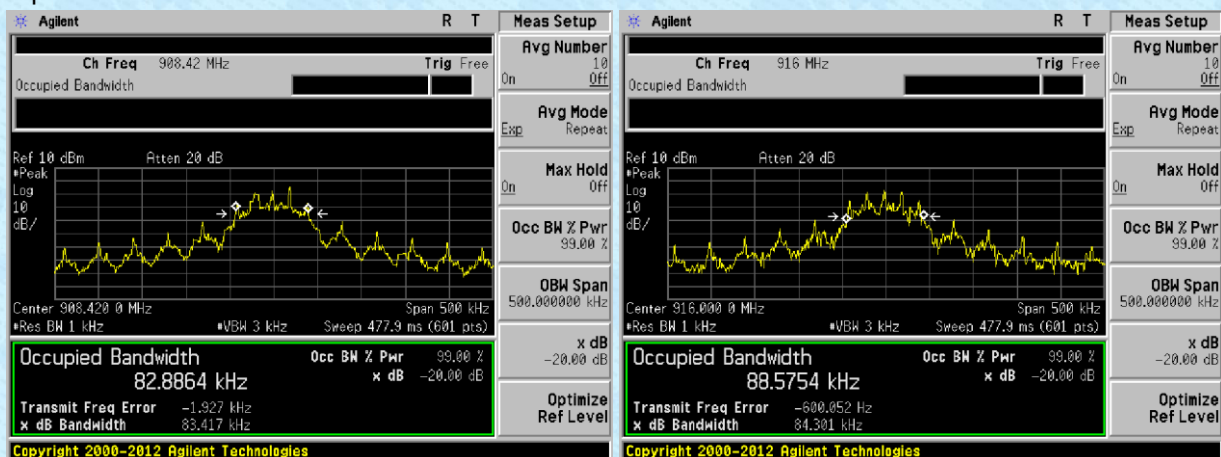 Agilent R T
Ch Freq 908.42 MHz Trig Free
Occupied Bandwidth
Ref 10 dBm Atten 20 dB
#Peak
Log
10
dB/
Center 908.420 0 MHz Span 500 kHz
#Res BW 1 kHz #VBW 3 kHz Sweep 477.9 ms (601 pts)
Occupied Bandwidth Occ BW % Pwr 99.00 %
82.8864 kHz x dB -20.00 dB
Transmit Freq Error -1.927 kHz
x dB Bandwidth 83.417 kHz
Copyright 2000-2012 Agilent Technologies
Meas Setup
Avg Number
10
On Off
Avg Mode
Exp Repeat
Max Hold
On Off
Occ BW % Pwr
99.00 %
OBW Span
500.000000 kHz
x dB
-20.00 dB
Optimize
Ref Level
Agilent R T
Ch Freq 916 MHz Trig Free
Occupied Bandwidth
Ref 10 dBm Atten 20 dB
#Peak
Log
10
dB/
Center 916.000 0 MHz Span 500 kHz
#Res BW 1 kHz #VBW 3 kHz Sweep 477.9 ms (601 pts)
Occupied Bandwidth Occ BW % Pwr 99.00 %
88.5754 kHz x dB -20.00 dB
Transmit Freq Error -600.052 Hz
x dB Bandwidth 84.301 kHz
Copyright 2000-2012 Agilent Technologies
Meas Setup
Avg Number
10
On Off
Avg Mode
Exp Repeat
Max Hold
On Off
Occ BW % Pwr
99.00 %
OBW Span
500.000000 kHz
x dB
-20.00 dB
Optimize
Ref Level